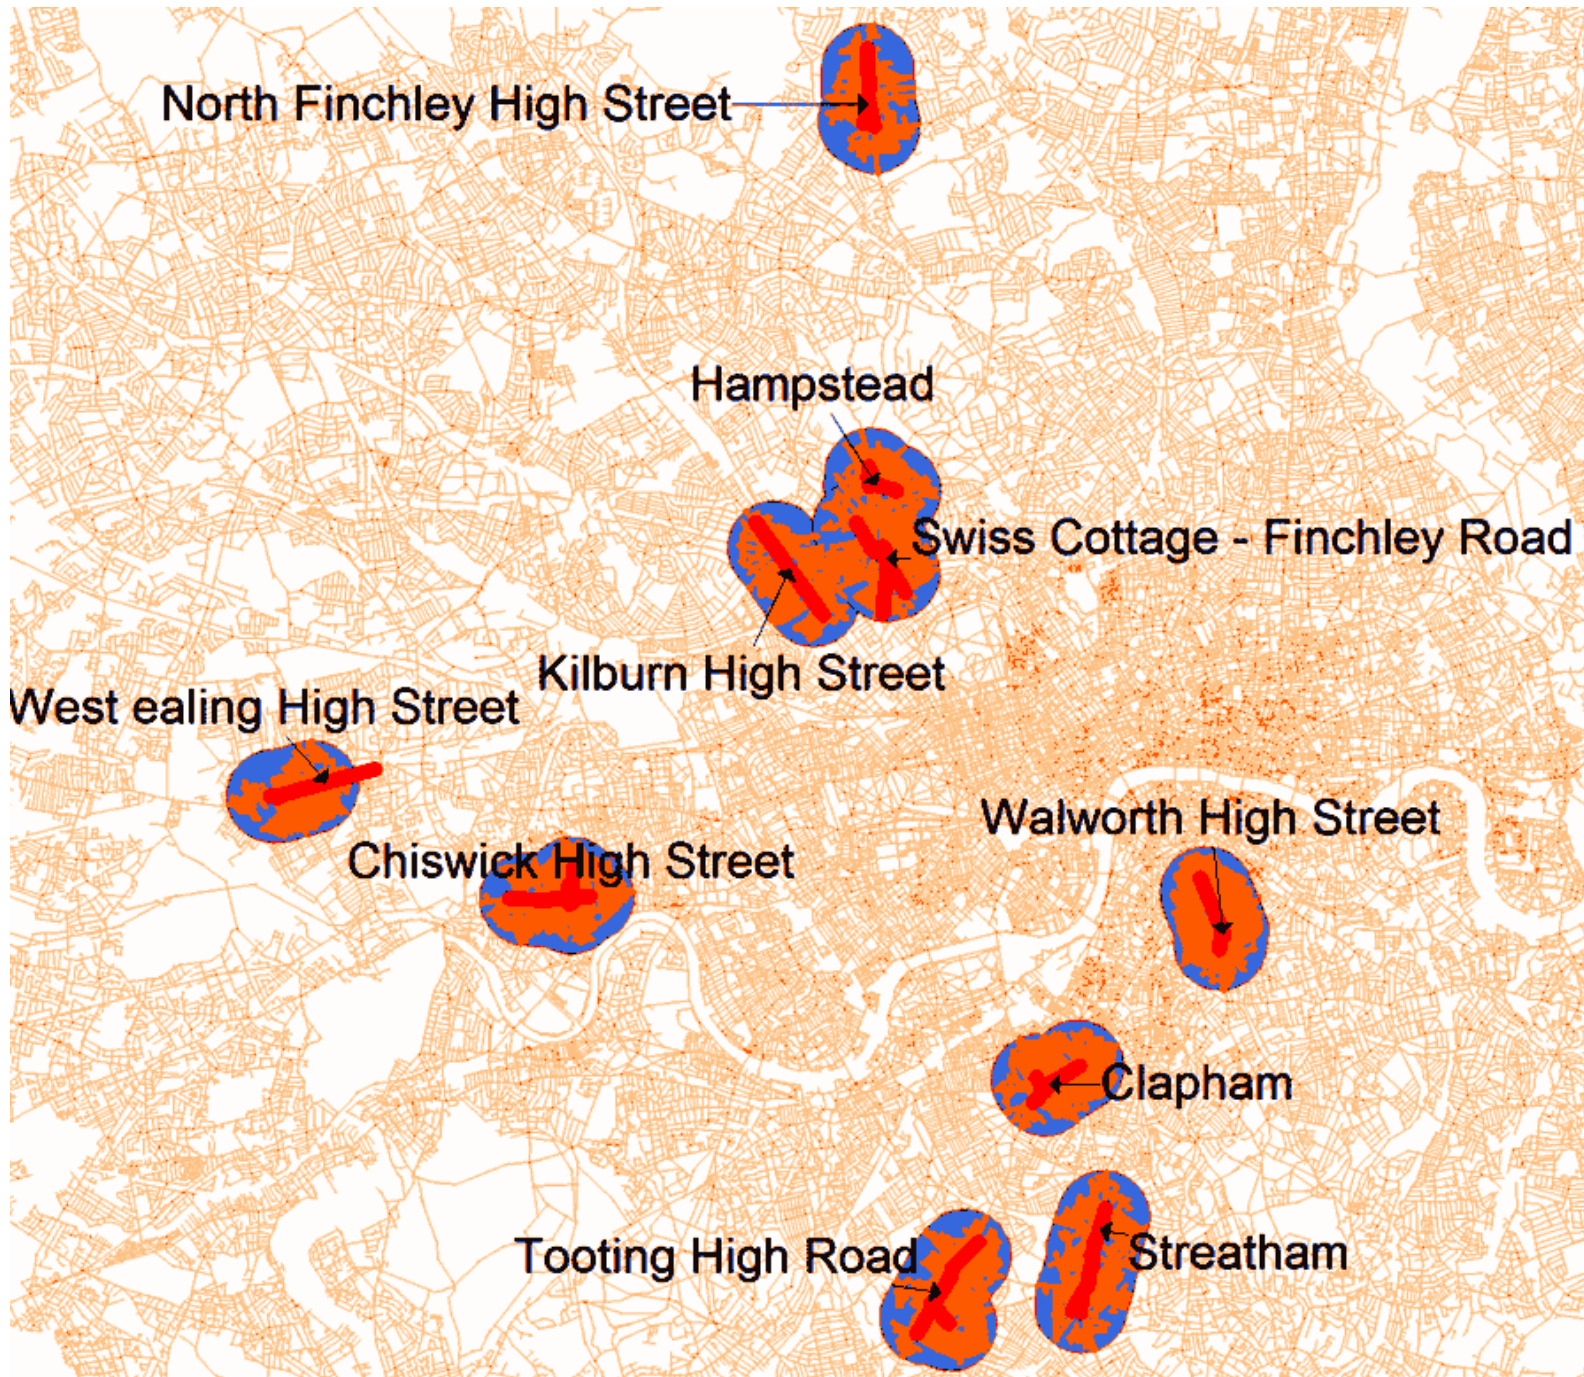 North Finchley High Street
Hampstead
Swiss Cottage - Finchley Road
Kilburn High Street
West ealing High Street
Walworth High Street
Chiswick High Street
Clapham
Tooting High Road
Streatham